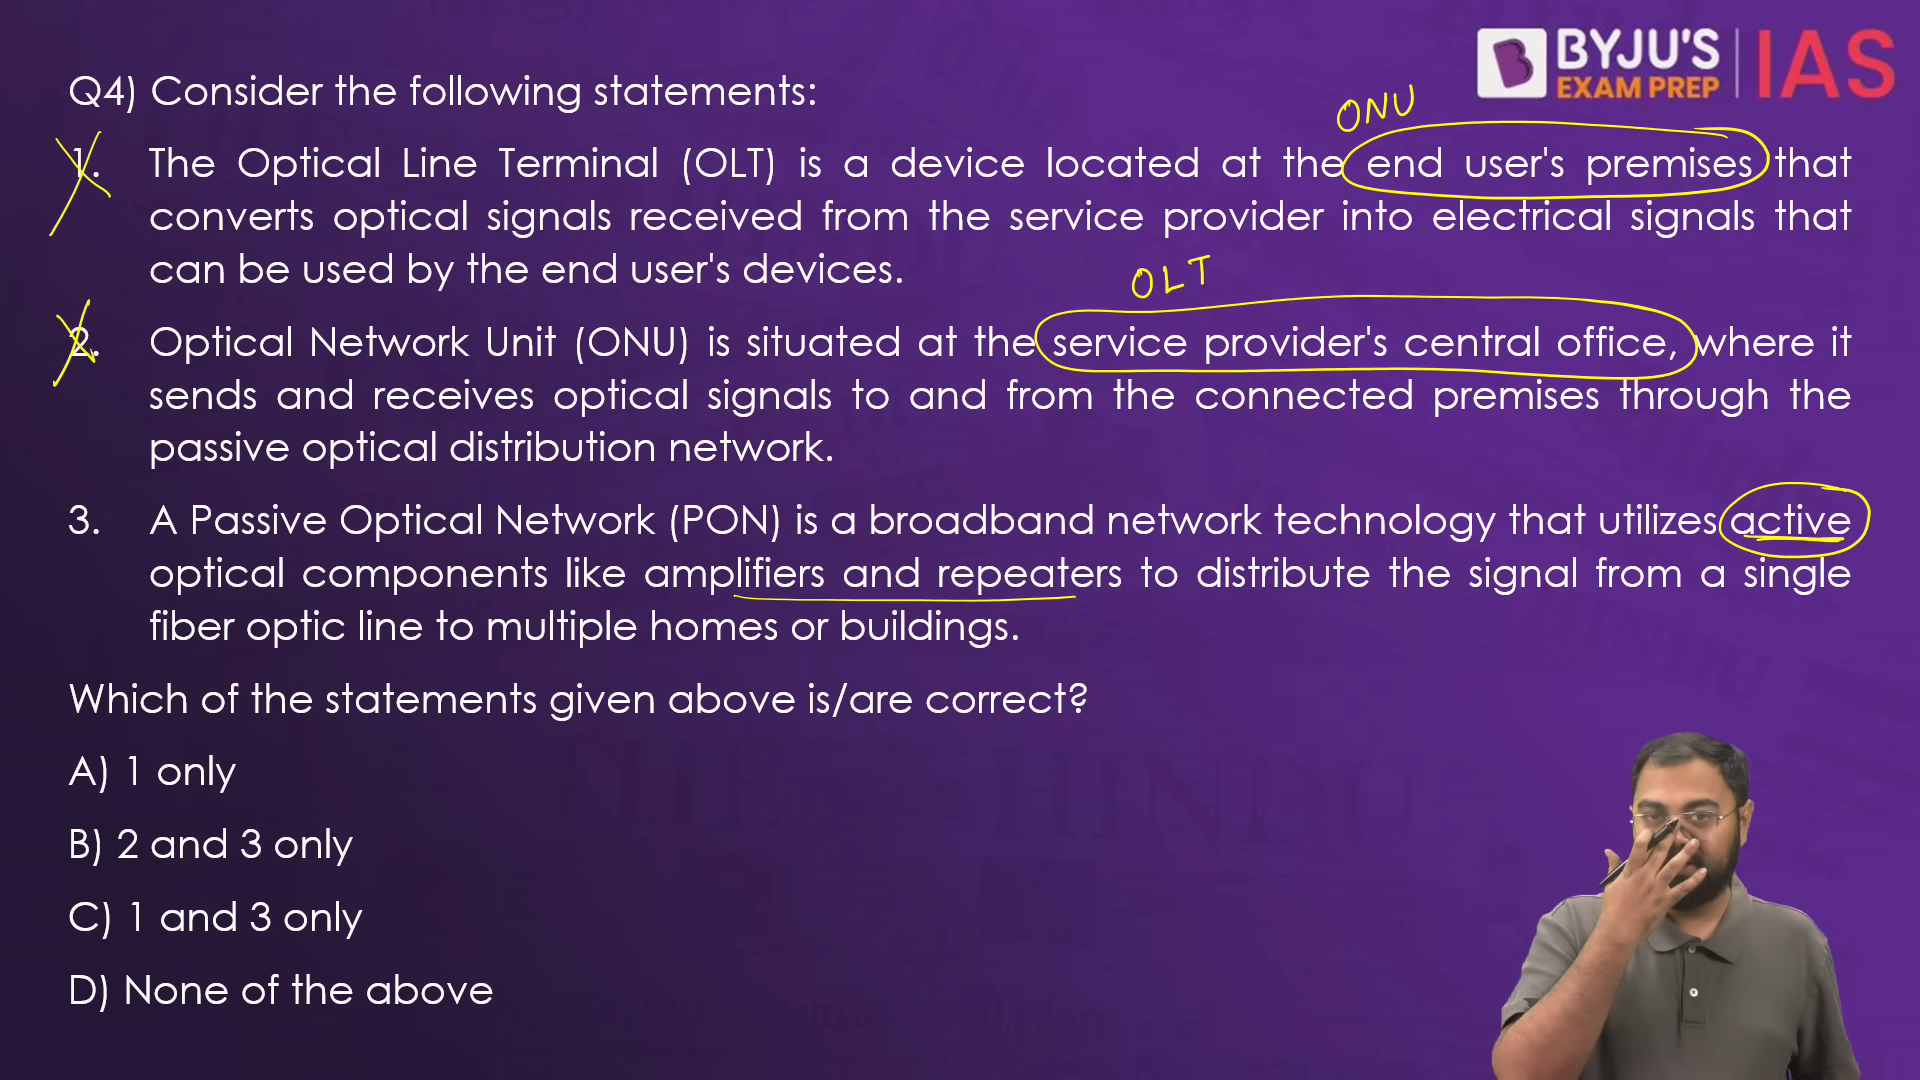 BYJU'S
EXAM PREP
IAS
Q4) Consider the following statements:
ONU
1. The Optical Line Terminal (OLT) is a device located at the end user's premises that
converts optical signals received from the service provider into electrical signals that
can be used by the end user's devices.
OLT
2. Optical Network Unit (ONU) is situated at the service provider's central office, where it
sends and receives optical signals to and from the connected premises through the
passive optical distribution network.
3. A Passive Optical Network (PON) is a broadband network technology that utilizes active
optical components like amplifiers and repeaters to distribute the signal from a single
fiber optic line to multiple homes or buildings.
Which of the statements given above is/are correct?
THE HINDU
A) 1 only
B) 2 and 3 only
C) 1 and 3 only
D) None of the above